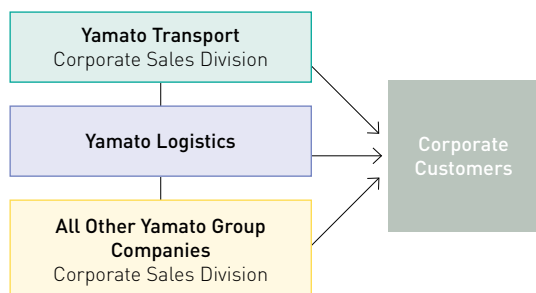 Yamato Transport
Corporate Sales Division
Yamato Logistics
All Other Yamato Group
Companies
Corporate Sales Division
Corporate
Customers